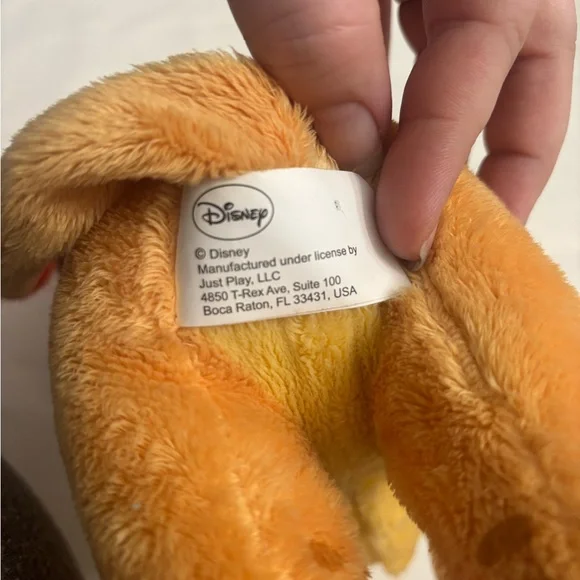 Disney
© Disney
Manufactured under license by
Just Play, LLC
4850 T-Rex Ave, Suite 100
Boca Raton, FL 33431, USA